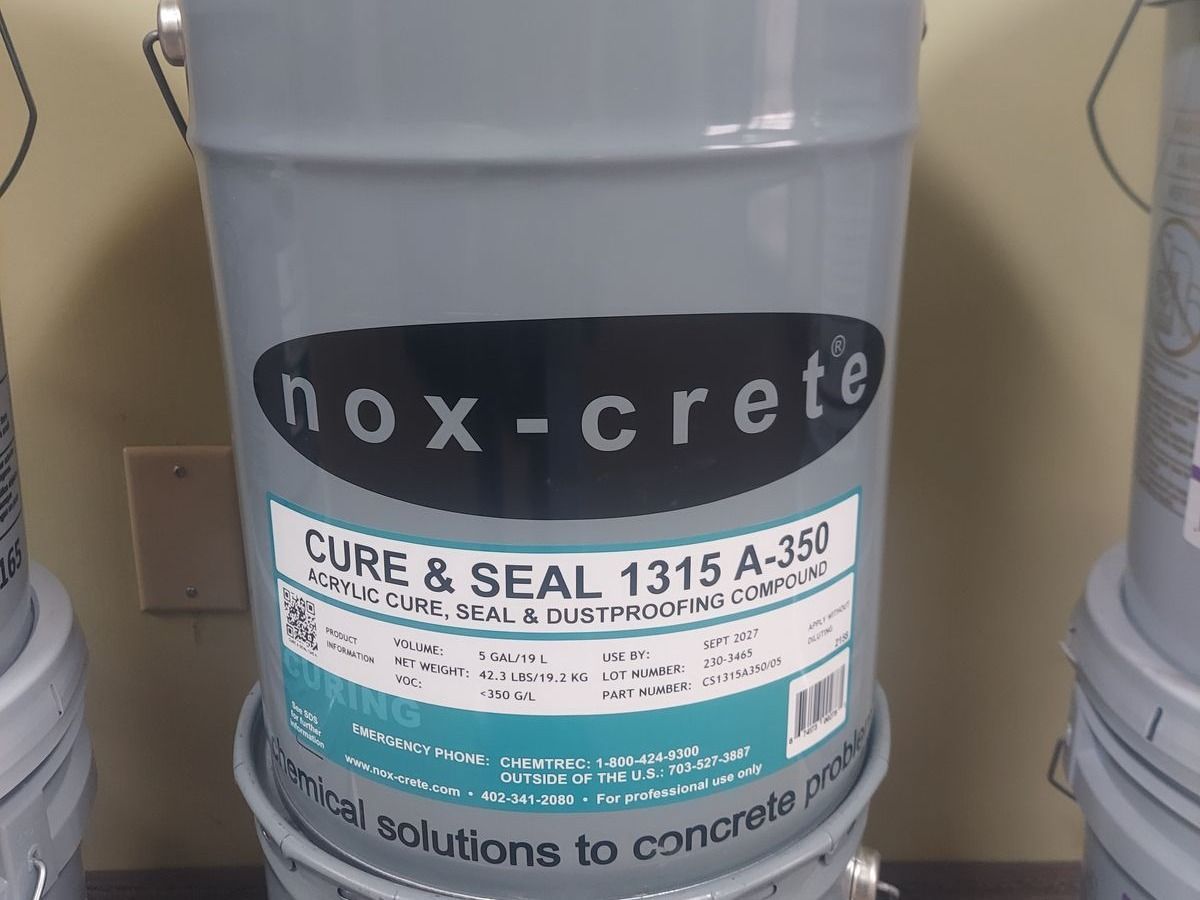 nox-crete®
CURE & SEAL 1315 A-350
ACRYLIC CURE, SEAL & DUSTPROOFING COMPOUND
PRODUCT
INFORMATION
VOLUME: 5 GAL/19 L
NET WEIGHT: 42.3 LBS/19.2 KG
VOC: <350 G/L
USE BY: SEPT 2027
LOT NUMBER: 230-3465
PART NUMBER: CS1315A350/05
APPLY WITHOUT
DILUTING
2155
CURING
See SDS
for further
information
EMERGENCY PHONE: CHEMTREC: 1-800-424-9300
OUTSIDE OF THE U.S.: 703-527-3887
www.nox-crete.com • 402-341-2080 • For professional use only
chemical solutions to concrete proble
165